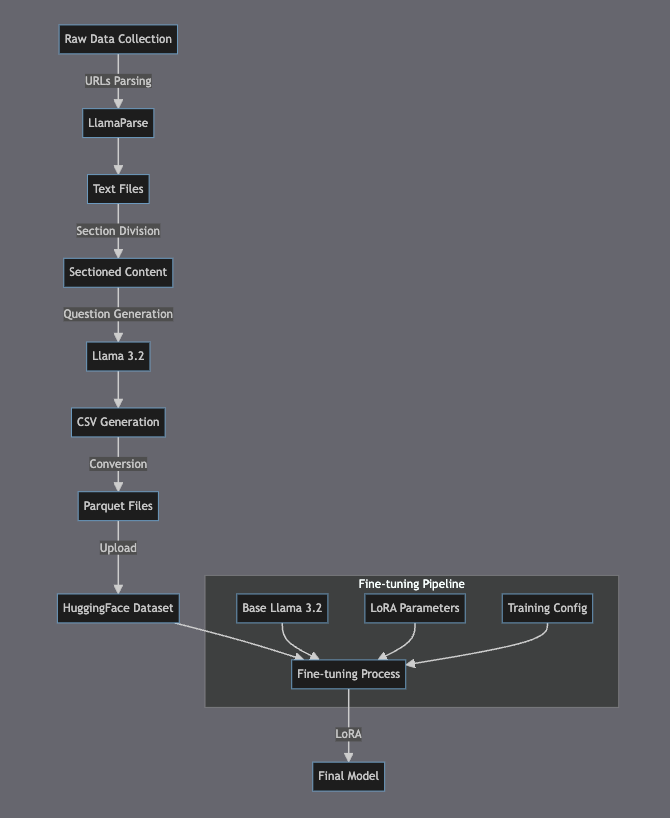 Raw Data Collection
URLs Parsing
LlamaParse
Text Files
Section Division
Sectioned Content
Question Generation
Llama 3.2
CSV Generation
Conversion
Parquet Files
Upload
HuggingFace Dataset
Fine-tuning Pipeline
Base Llama 3.2
LoRA Parameters
Training Config
Fine-tuning Process
LoRA
Final Model